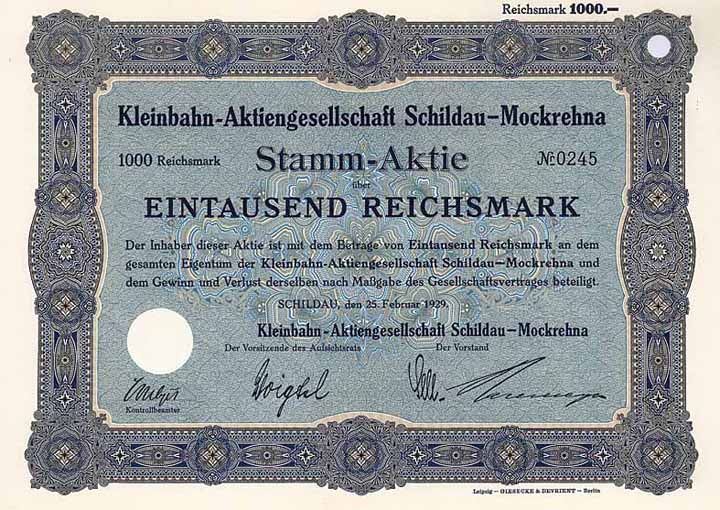 Reichsmark 1000.—
Kleinbahn-Aktiengesellschaft Schildau—Mockrehna
1000 Reichsmark Stamm-Aktie No 0245
über
EINTAUSEND REICHSMARK
Der Inhaber dieser Aktie ist mit dem Betrage von Eintausend Reichsmark an dem
gesamten Eigentum der Kleinbahn-Aktiengesellschaft Schildau—Mockrehna und
dem Gewinn und Verlust derselben nach Maßgabe des Gesellschaftsvertrages beteiligt.
SCHILDAU, den 25. Februar 1929.
Kleinbahn-Aktiengesellschaft Schildau—Mockrehna
Der Vorsitzende des Aufsichtsrats Der Vorstand
Voigtel
Kontrollbeamter
Leipzig — GIESECKE & DEVRIENT — Berlin